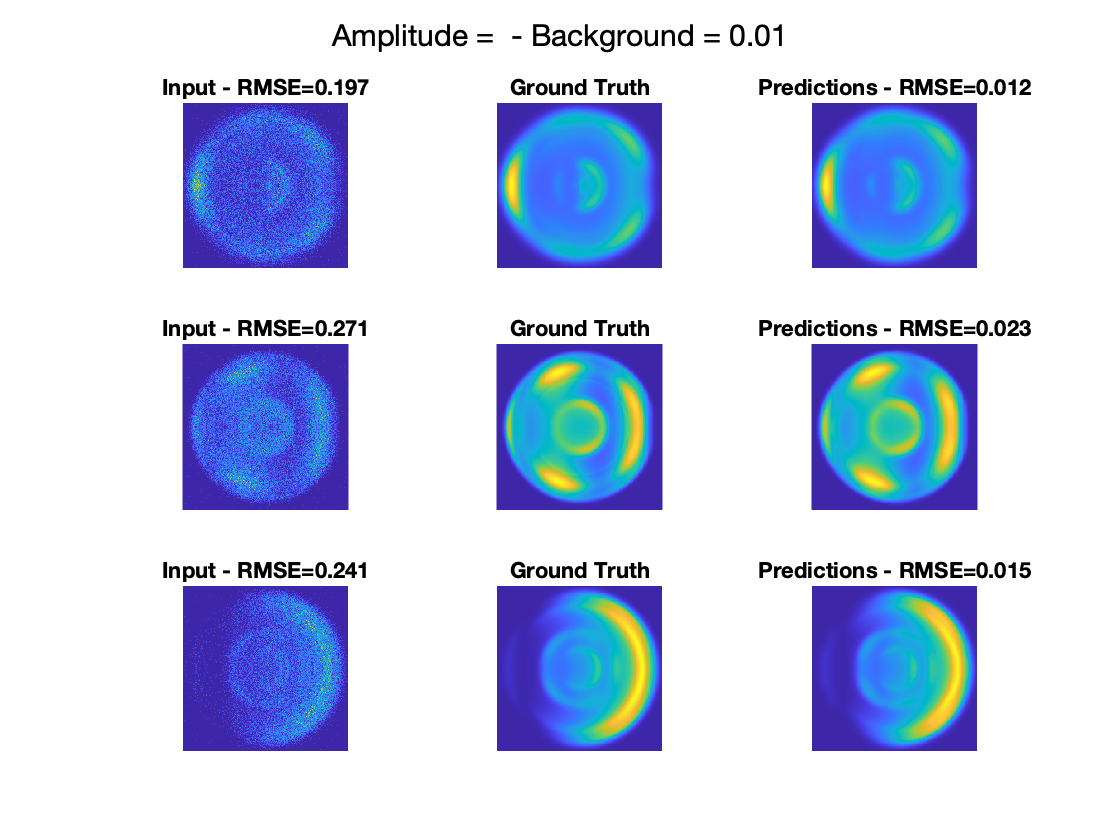 Amplitude =  - Background = 0.01
Input - RMSE=0.197
Ground Truth
Predictions - RMSE=0.012
Input - RMSE=0.271
Ground Truth
Predictions - RMSE=0.023
Input - RMSE=0.241
Ground Truth
Predictions - RMSE=0.015